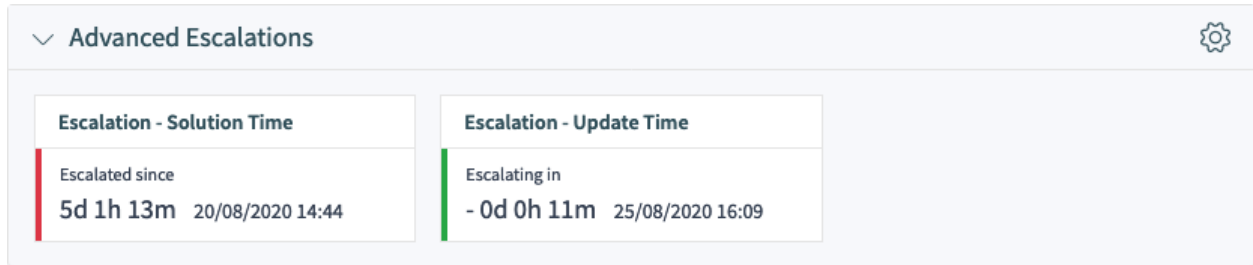 Advanced Escalations
Escalation - Solution Time
Escalated since
5d 1h 13m 20/08/2020 14:44
Escalation - Update Time
Escalating in
- 0d 0h 11m 25/08/2020 16:09